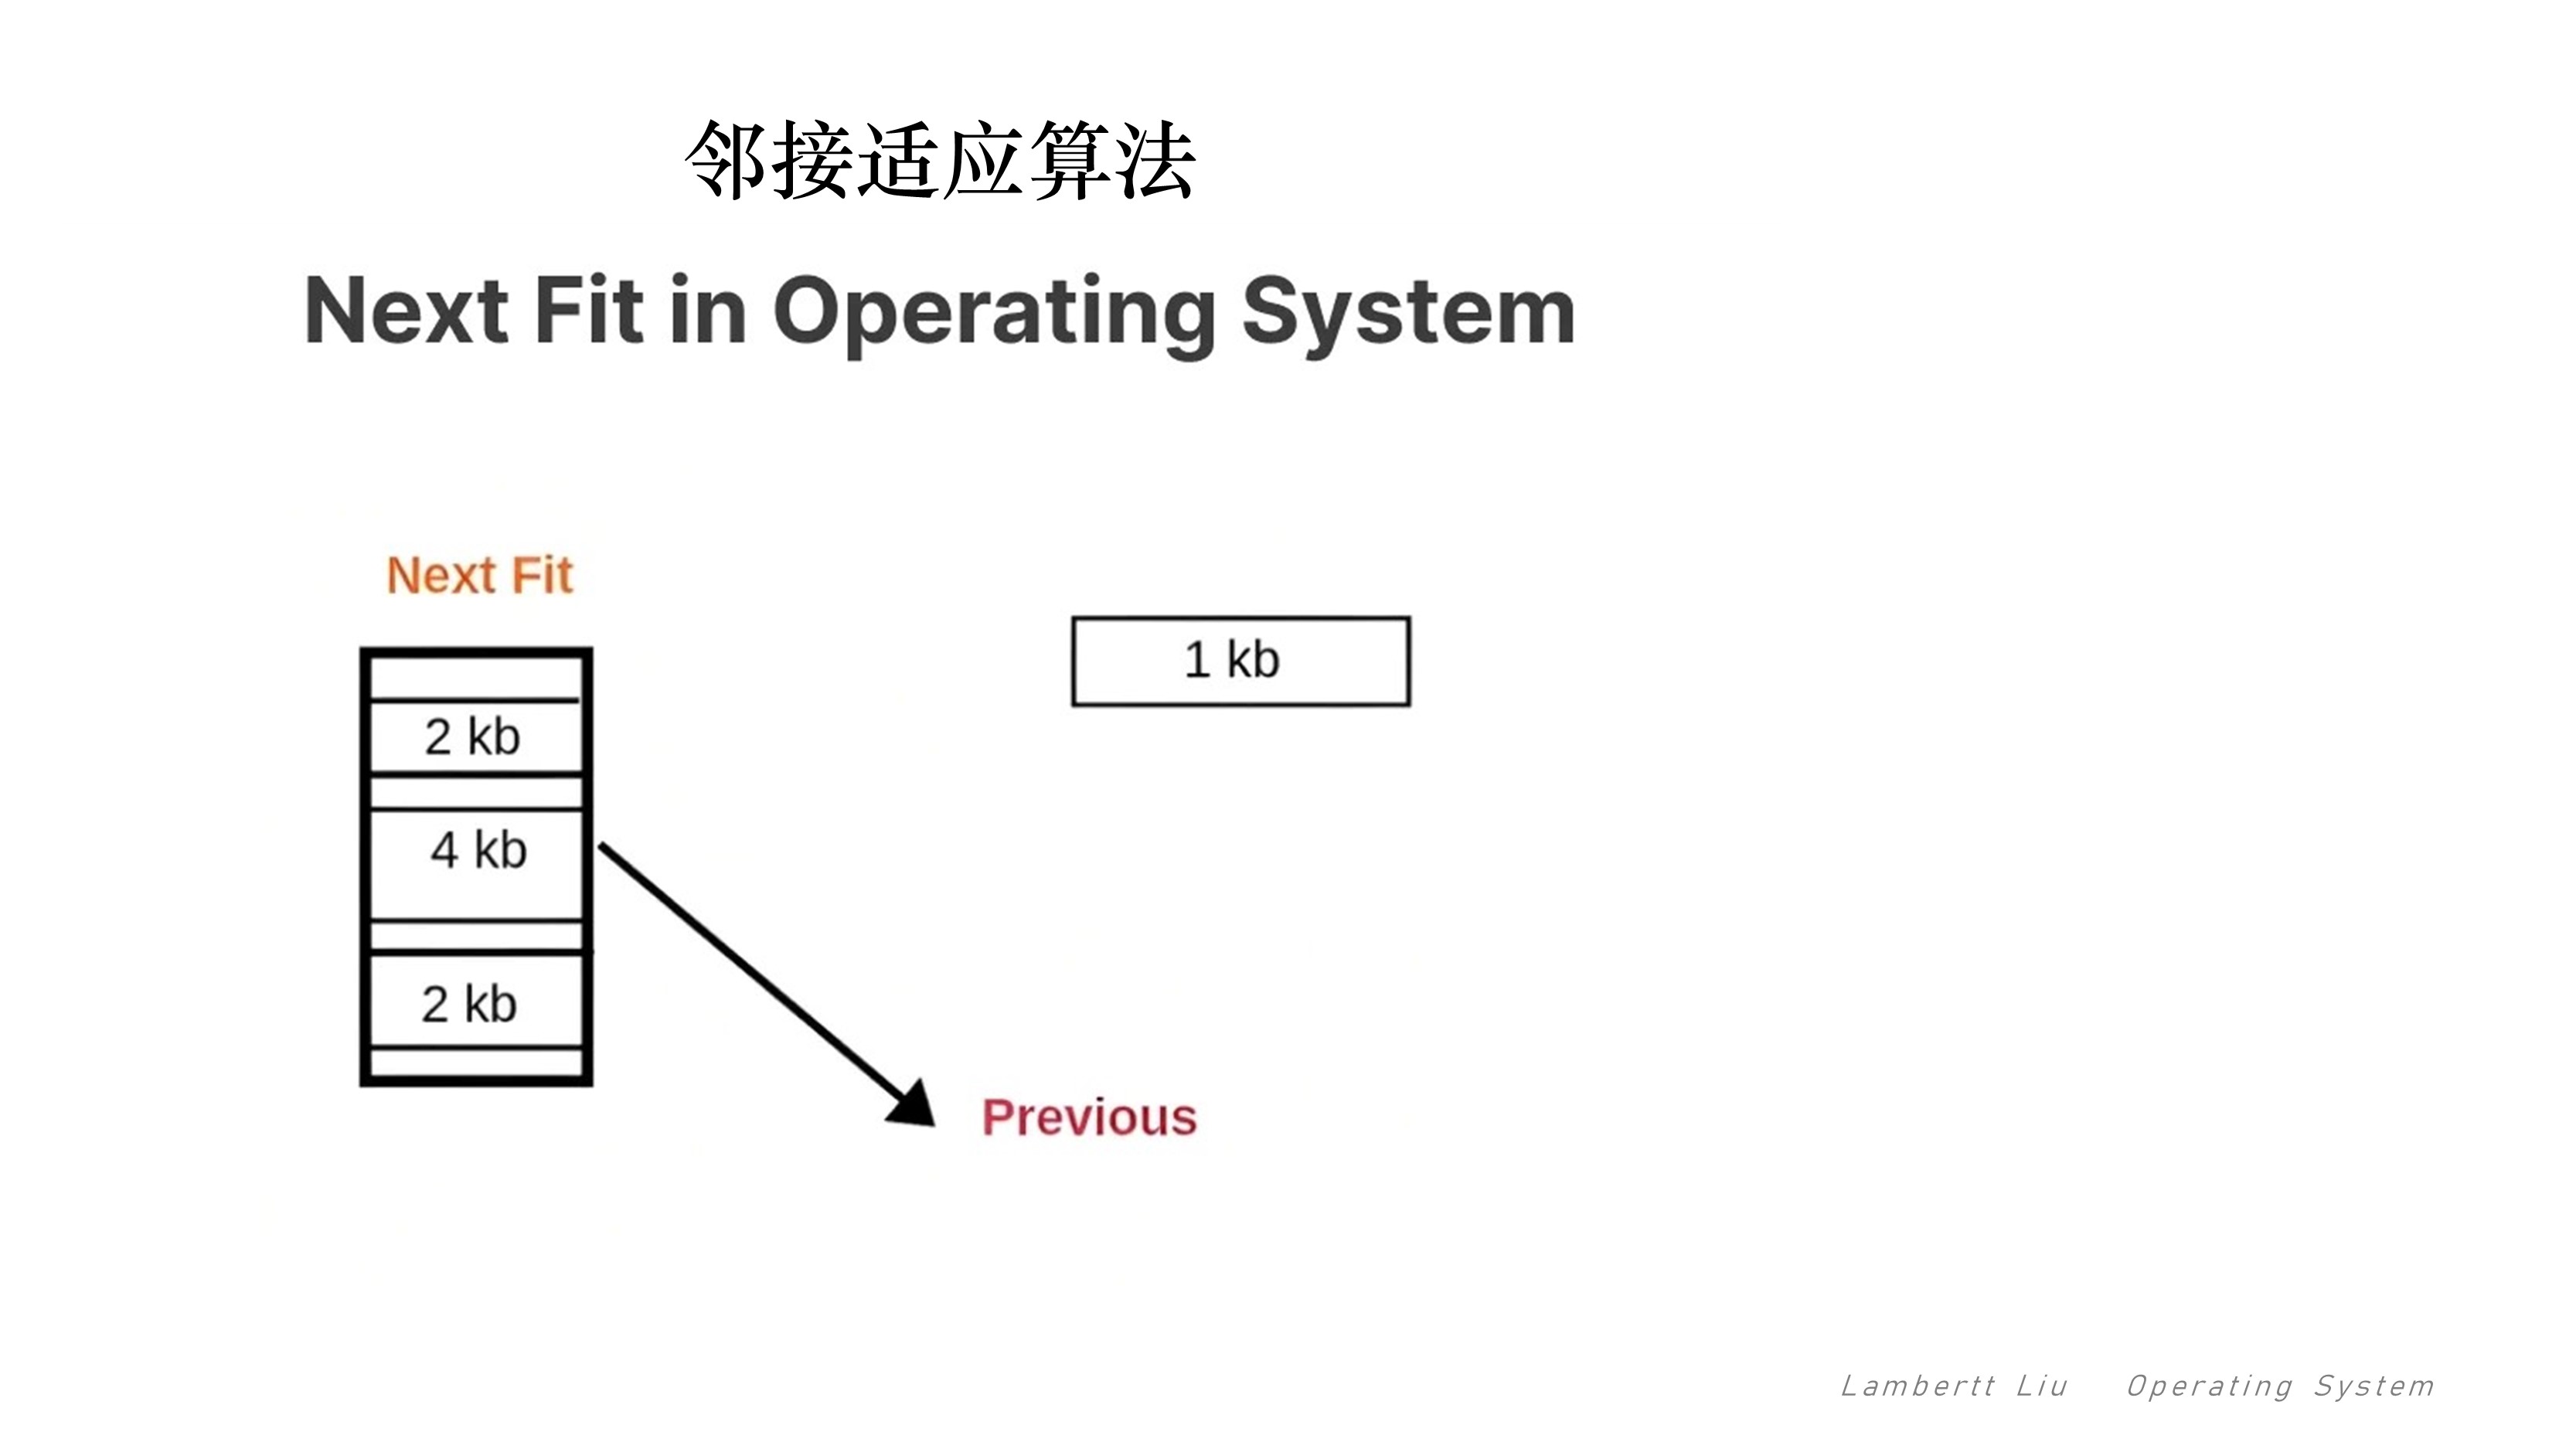 邻接适应算法
Next Fit in Operating System
Next Fit
1 kb
2 kb
4 kb
2 kb
Previous
Lambertt Liu Operating System